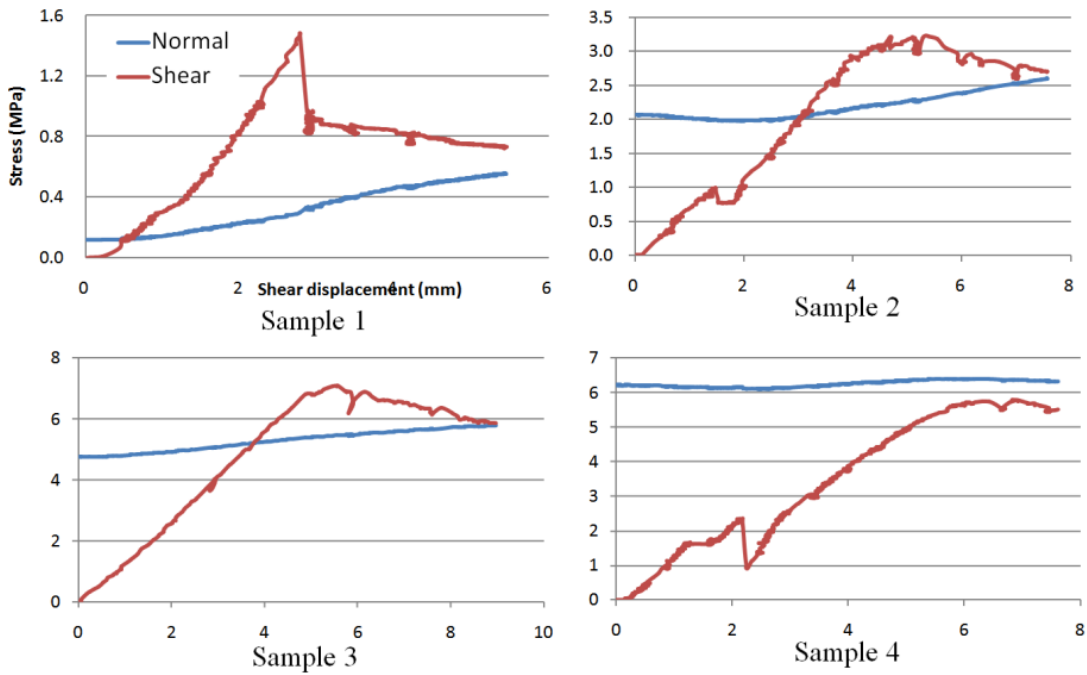 1.6
1.2
0.8
0.4
0.0
Stress (MPa)
Normal
Shear
0 2 4 6
Shear displacement (mm)
Sample 1
3.5
3.0
2.5
2.0
1.5
1.0
0.5
0.0
0 2 4 6 8
Sample 2
8
6
4
2
0
0 2 4 6 8 10
Sample 3
7
6
5
4
3
2
1
0
0 2 4 6 8
Sample 4